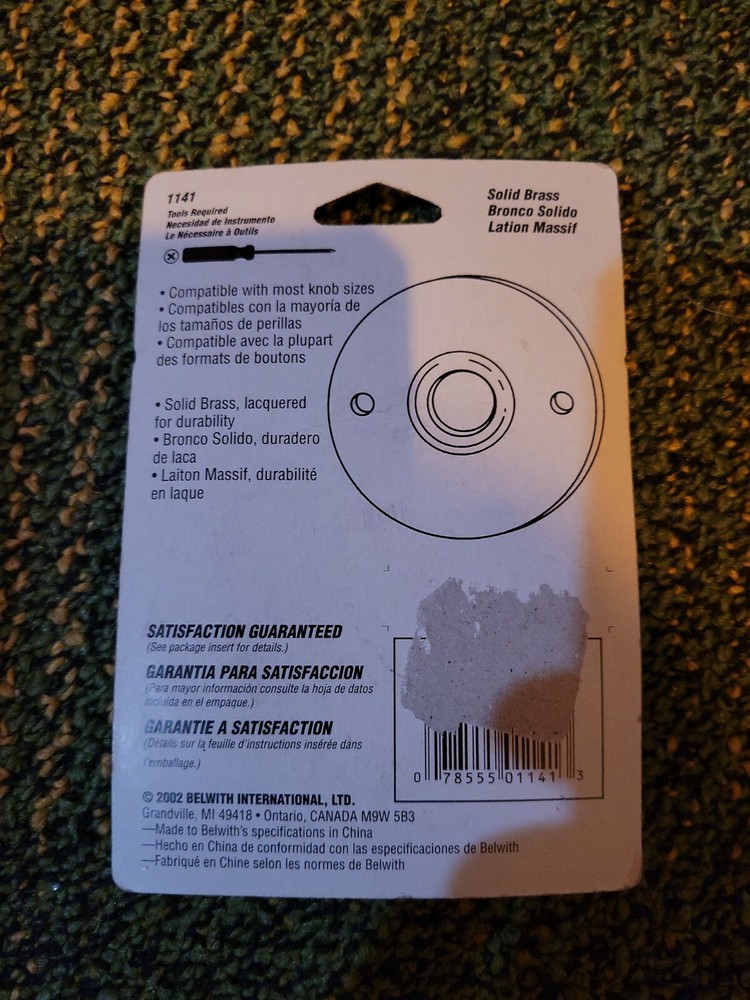 1141
Tools Required
Necesidad de Instrumento
Le Nécessaire à Outils
Solid Brass
Bronco Solido
Lation Massif
• Compatible with most knob sizes
• Compatibles con la mayoría de
los tamaños de perillas
• Compatible avec la plupart
des formats de boutons
• Solid Brass, lacquered
for durability
• Bronco Solido, duradero
de laca
• Laiton Massif, durabilité
en laque
SATISFACTION GUARANTEED
(See package insert for details.)
GARANTIA PARA SATISFACCION
(Para mayor información consulte la hoja de datos
incluida en el empaque.)
GARANTIE A SATISFACTION
(Détails sur la feuille d'instructions insérée dans
l'emballage.)
0 78555 01141 3
© 2002 BELWITH INTERNATIONAL, LTD.
Grandville, MI 49418 • Ontario, CANADA M9W 5B3
—Made to Belwith's specifications in China
—Hecho en China de conformidad con las especificaciones de Belwith
—Fabriqué en Chine selon les normes de Belwith